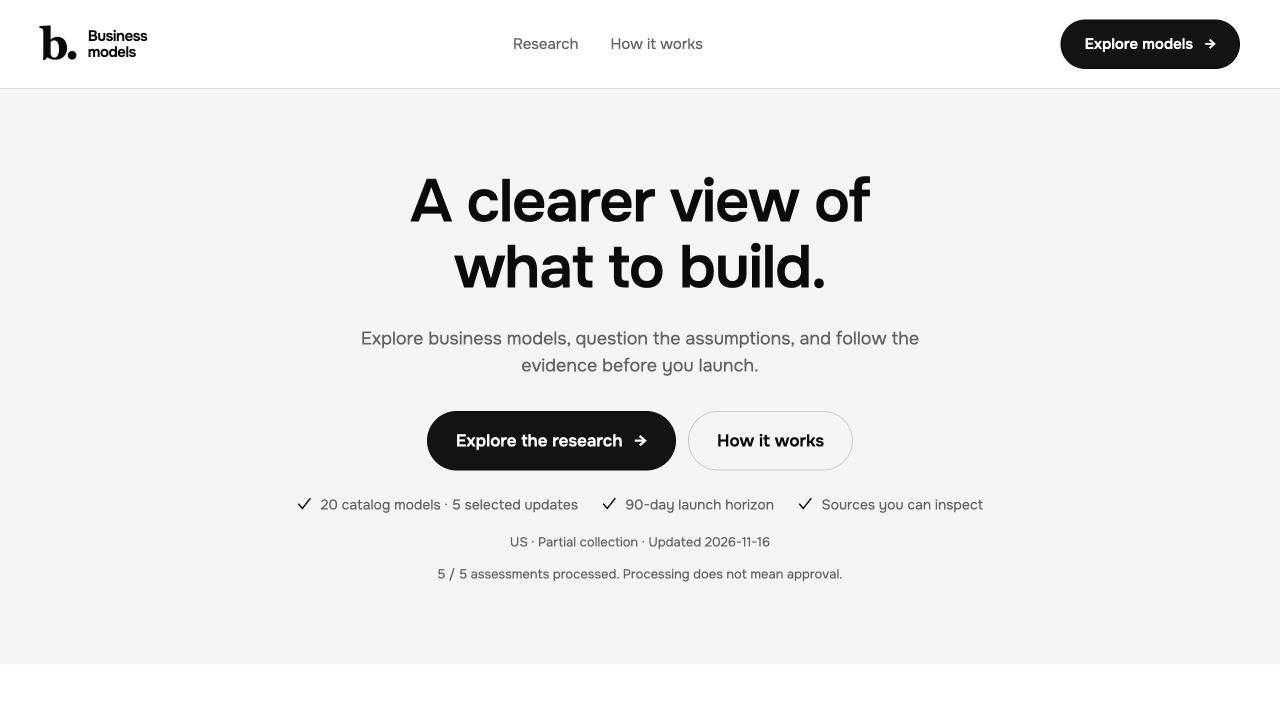 b. Business
models
Research
How it works
Explore models →
A clearer view of
what to build.
Explore business models, question the assumptions, and follow the
evidence before you launch.
Explore the research →
How it works
✓ 20 catalog models · 5 selected updates
✓ 90-day launch horizon
✓ Sources you can inspect
US · Partial collection · Updated 2026-11-16
5 / 5 assessments processed. Processing does not mean approval.